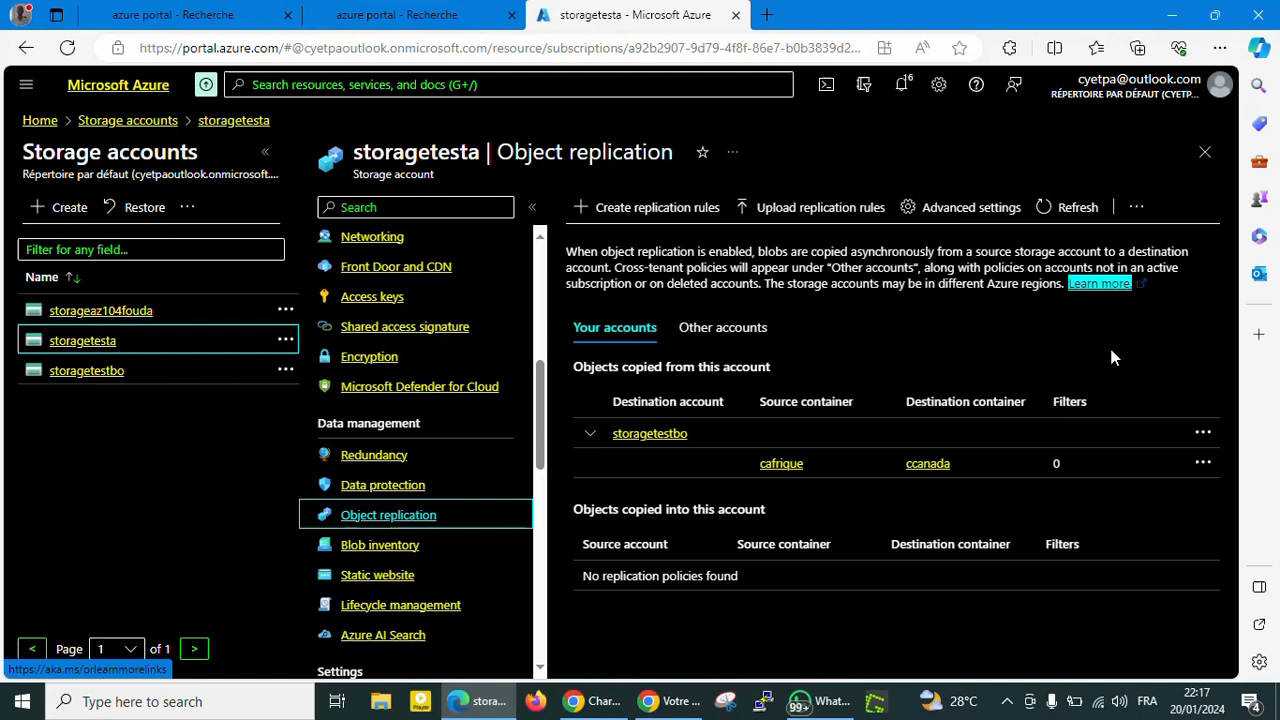 azure portal - Recherche
azure portal - Recherche
storagetesta - Microsoft Azure
https://portal.azure.com/#@cyetpaoutlook.onmicrosoft.com/resource/subscriptions/a92b2907-9d79-4f8f-86e7-b0b3839d2...
Microsoft Azure
Search resources, services, and docs (G+/)
16
cyetpa@outlook.com
RÉPERTOIRE PAR DÉFAUT (CYETP...
Home > Storage accounts > storagetesta
Storage accounts
Répertoire par défaut (cyetpaoutlook.onmicrosoft....
Create
Restore
Filter for any field...
Name
storageaz104fouda
storagetesta
storagetestbo
< Page 1 of 1 >
https://aka.ms/orlearnmorelinks
storagetesta | Object replication
Storage account
Search
Networking
Front Door and CDN
Access keys
Shared access signature
Encryption
Microsoft Defender for Cloud
Data management
Redundancy
Data protection
Object replication
Blob inventory
Static website
Lifecycle management
Azure AI Search
Settings
Create replication rules
Upload replication rules
Advanced settings
Refresh
When object replication is enabled, blobs are copied asynchronously from a source storage account to a destination
account. Cross-tenant policies will appear under "Other accounts", along with policies on accounts not in an active
subscription or on deleted accounts. The storage accounts may be in different Azure regions. Learn more.
Your accounts
Other accounts
Objects copied from this account
Destination account Source container Destination container Filters
storagetestbo
cafrique ccanada 0
Objects copied into this account
Source account Source container Destination container Filters
No replication policies found
Type here to search
Player
stora...
Char...
Votre ...
99+
What...
28°C
FRA
22:17
20/01/2024
4